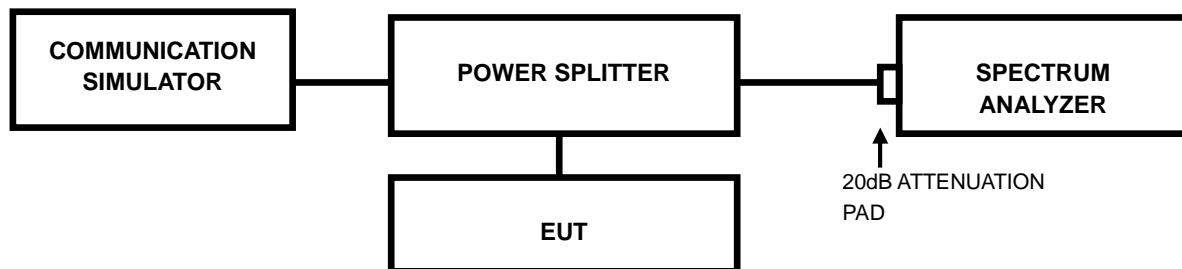 COMMUNICATION
SIMULATOR
POWER SPLITTER
SPECTRUM
ANALYZER
20dB ATTENUATION
PAD
EUT